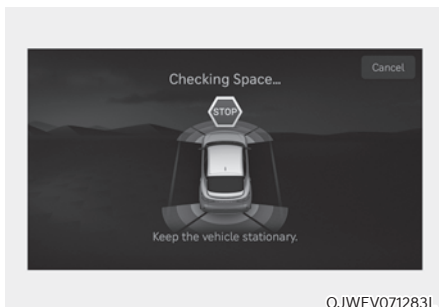 Cancel
Checking Space...
STOP
Keep the vehicle stationary.
OJWEV071283L